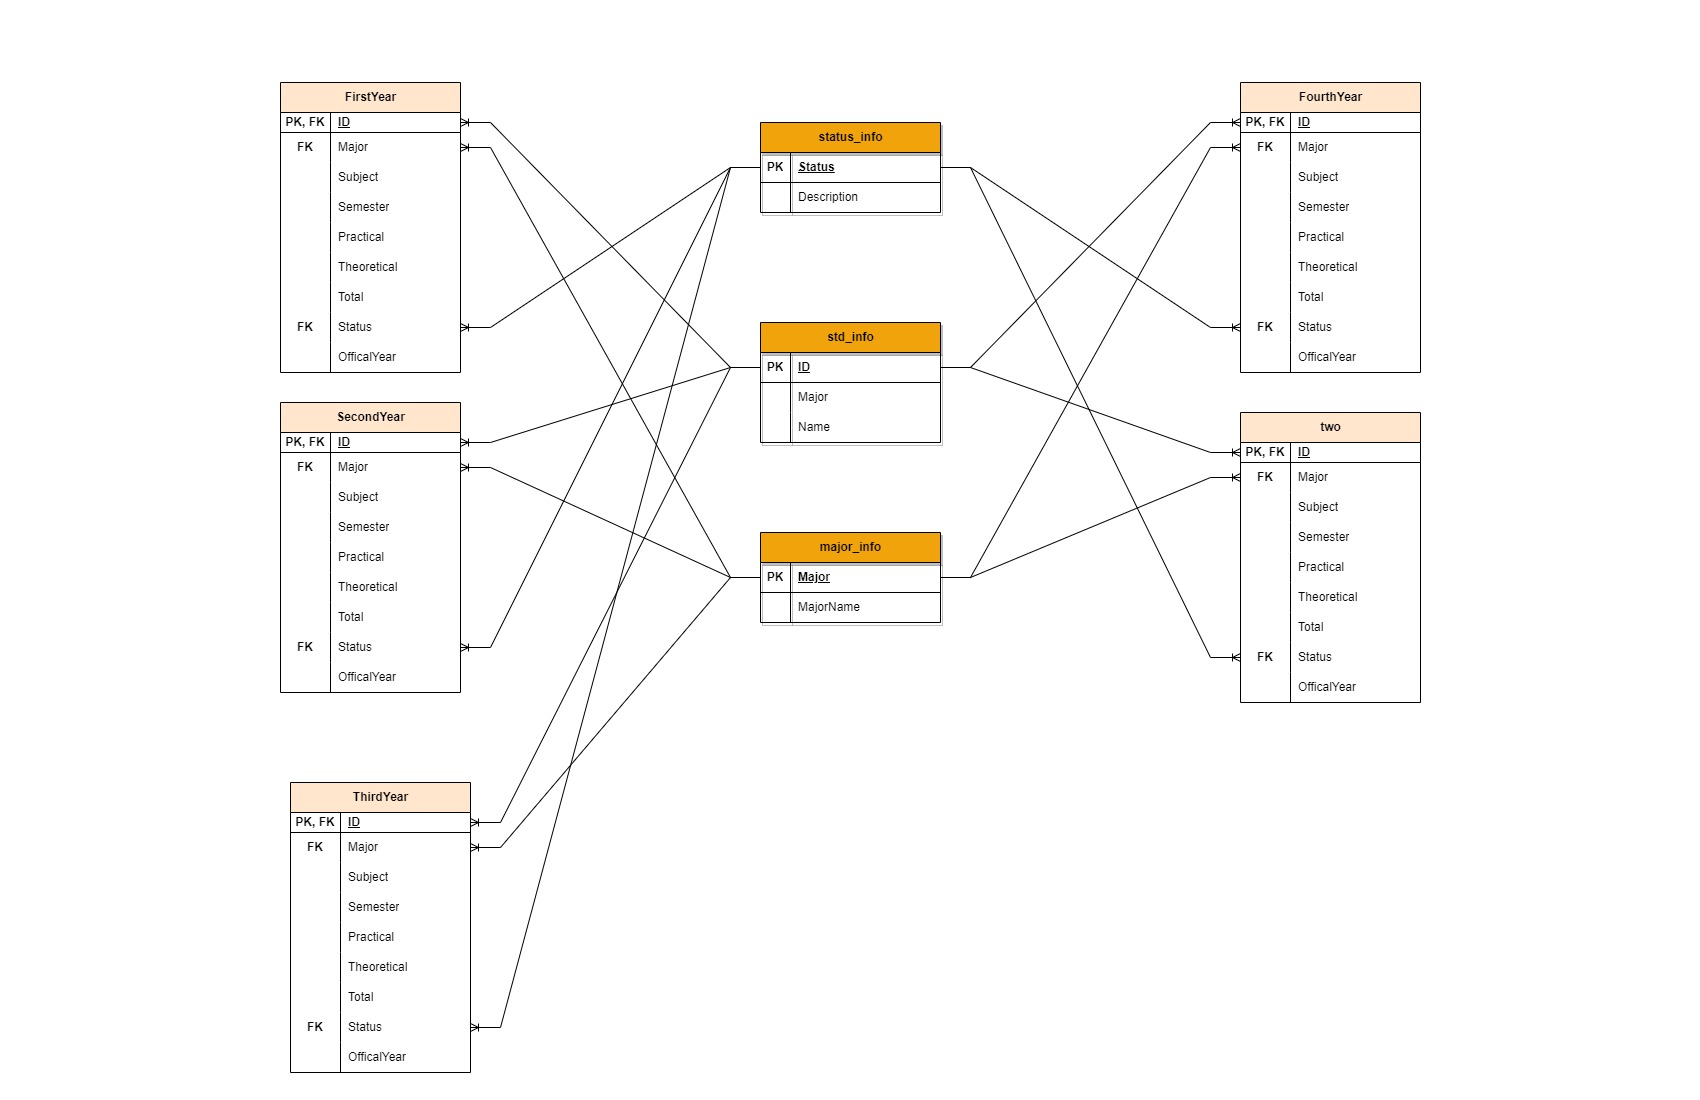 FirstYear
PK, FK ID
FK Major
Subject
Semester
Practical
Theoretical
Total
FK Status
OfficalYear
SecondYear
PK, FK ID
FK Major
Subject
Semester
Practical
Theoretical
Total
FK Status
OfficalYear
ThirdYear
PK, FK ID
FK Major
Subject
Semester
Practical
Theoretical
Total
FK Status
OfficalYear
status_info
PK Status
Description
std_info
PK ID
Major
Name
major_info
PK Major
MajorName
FourthYear
PK, FK ID
FK Major
Subject
Semester
Practical
Theoretical
Total
FK Status
OfficalYear
two
PK, FK ID
FK Major
Subject
Semester
Practical
Theoretical
Total
FK Status
OfficalYear